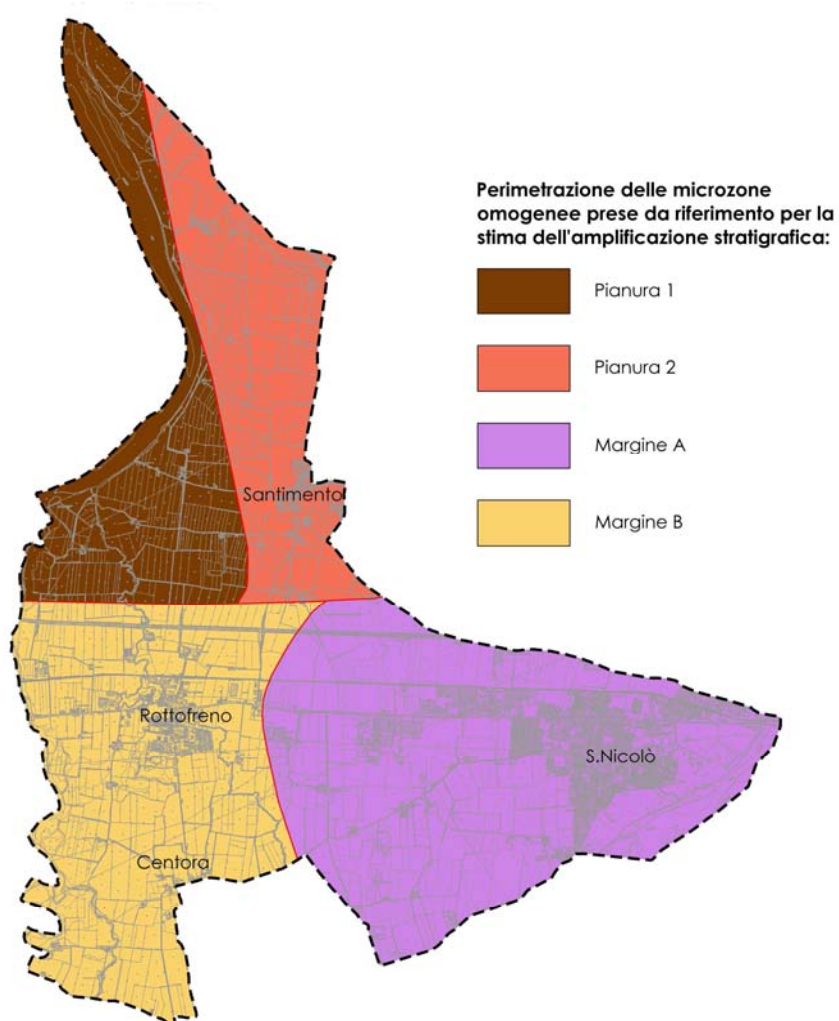 Perimetrazione delle microzone
omogenee prese da riferimento per la
stima dell'amplificazione stratigrafica:
Pianura 1
Pianura 2
Margine A
Margine B
Santimento
Rottofreno
S.Nicolò
Centora